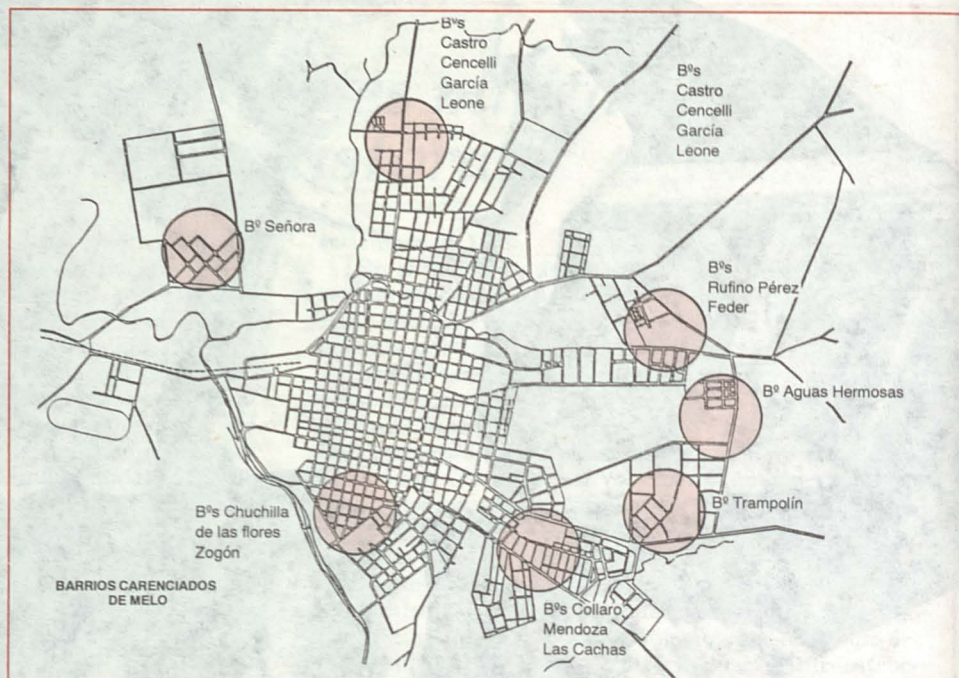 Bºs
Castro
Cencelli
García
Leone
Bºs
Castro
Cencelli
García
Leone
Bº Señora
Bºs
Rufino Pérez
Feder
Bº Aguas Hermosas
Bº Trampolín
Bºs Chuchilla
de las flores
Zogón
BARRIOS CARENCIADOS
DE MELO
Bºs Collaro
Mendoza
Las Cachas